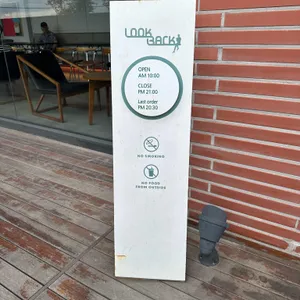 LOOK
BACK
OPEN
AM 10:00
CLOSE
PM 21:00
Last order
PM 20:30
NO SMOKING
NO FOOD
FROM OUTSIDE